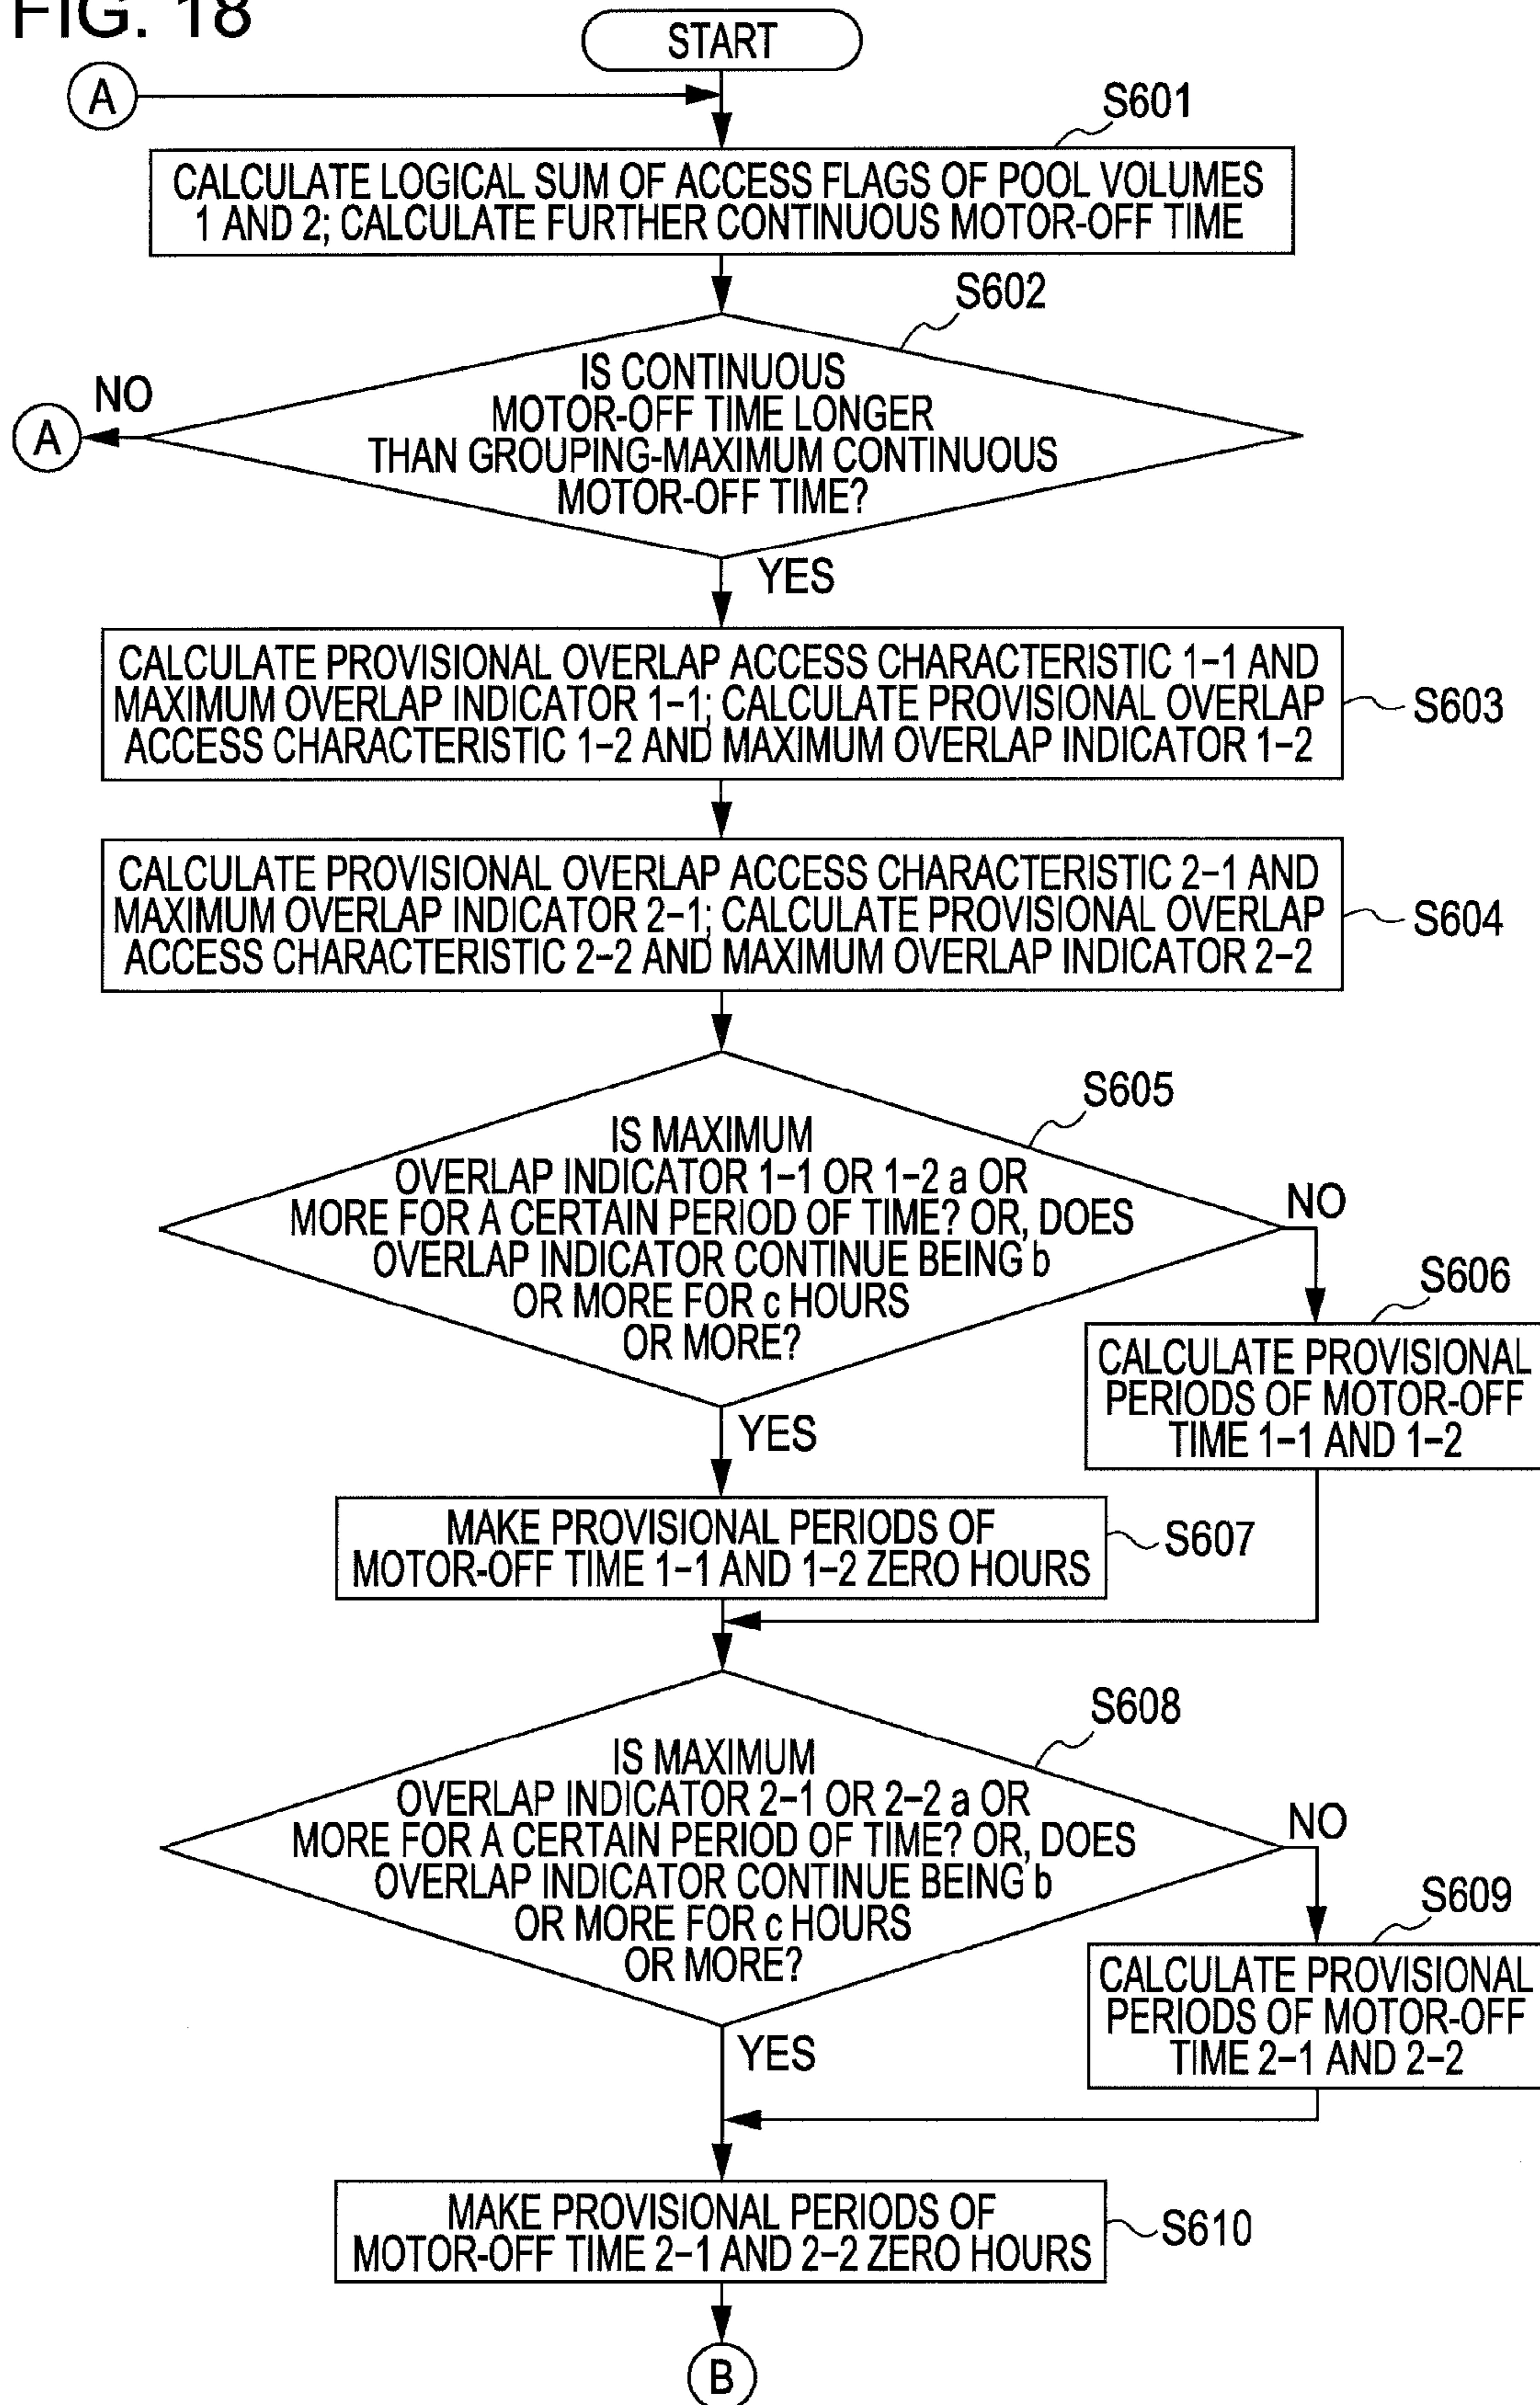 FIG. 18
START
A
S601
CALCULATE LOGICAL SUM OF ACCESS FLAGS OF POOL VOLUMES
1 AND 2; CALCULATE FURTHER CONTINUOUS MOTOR-OFF TIME
S602
IS CONTINUOUS
MOTOR-OFF TIME LONGER
THAN GROUPING-MAXIMUM CONTINUOUS
MOTOR-OFF TIME?
NO
A
YES
CALCULATE PROVISIONAL OVERLAP ACCESS CHARACTERISTIC 1-1 AND
MAXIMUM OVERLAP INDICATOR 1-1; CALCULATE PROVISIONAL OVERLAP
ACCESS CHARACTERISTIC 1-2 AND MAXIMUM OVERLAP INDICATOR 1-2
S603
CALCULATE PROVISIONAL OVERLAP ACCESS CHARACTERISTIC 2-1 AND
MAXIMUM OVERLAP INDICATOR 2-1; CALCULATE PROVISIONAL OVERLAP
ACCESS CHARACTERISTIC 2-2 AND MAXIMUM OVERLAP INDICATOR 2-2
S604
S605
IS MAXIMUM
OVERLAP INDICATOR 1-1 OR 1-2 a OR
MORE FOR A CERTAIN PERIOD OF TIME? OR, DOES
OVERLAP INDICATOR CONTINUE BEING b
OR MORE FOR c HOURS
OR MORE?
NO
S606
CALCULATE PROVISIONAL
PERIODS OF MOTOR-OFF
TIME 1-1 AND 1-2
YES
MAKE PROVISIONAL PERIODS OF
MOTOR-OFF TIME 1-1 AND 1-2 ZERO HOURS
S607
S608
IS MAXIMUM
OVERLAP INDICATOR 2-1 OR 2-2 a OR
MORE FOR A CERTAIN PERIOD OF TIME? OR, DOES
OVERLAP INDICATOR CONTINUE BEING b
OR MORE FOR c HOURS
OR MORE?
NO
S609
CALCULATE PROVISIONAL
PERIODS OF MOTOR-OFF
TIME 2-1 AND 2-2
YES
MAKE PROVISIONAL PERIODS OF
MOTOR-OFF TIME 2-1 AND 2-2 ZERO HOURS
S610
B